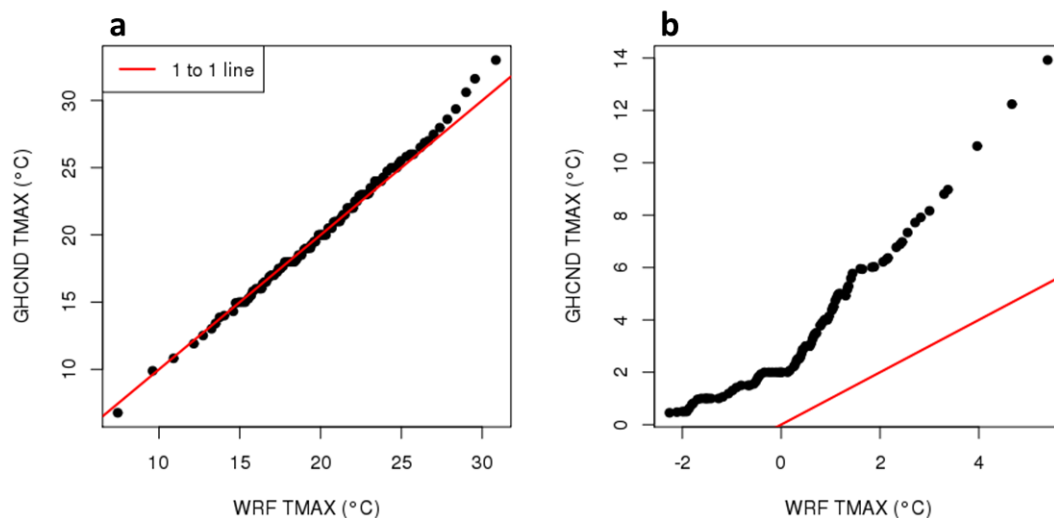 a
1 to 1 line
GHCND TMAX (°C)
30
25
20
15
10
10 15 20 25 30
WRF TMAX (°C)
b
GHCND TMAX (°C)
14
12
10
8
6
4
2
0
-2 0 2 4
WRF TMAX (°C)